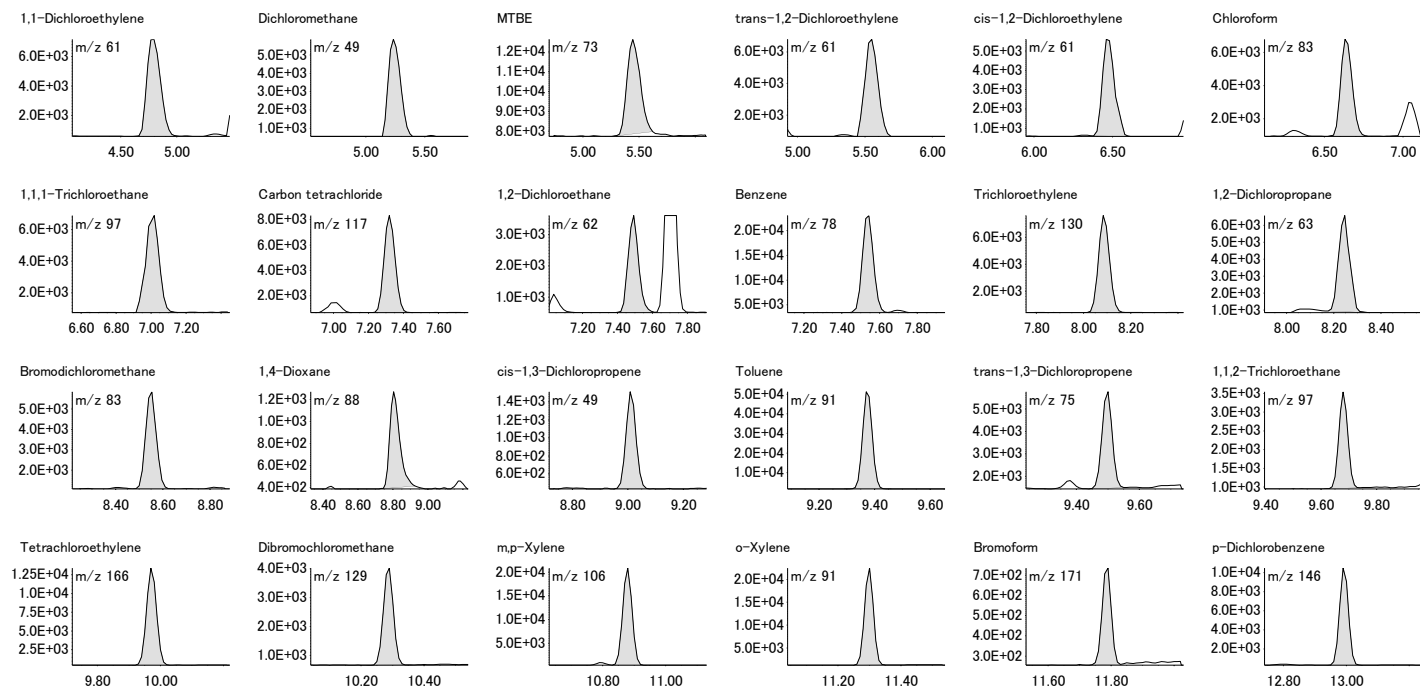 1,1-Dichloroethylene
m/z 61
6.0E+03
4.0E+03
2.0E+03
4.50 5.00
Dichloromethane
m/z 49
5.0E+03
4.0E+03
3.0E+03
2.0E+03
1.0E+03
5.00 5.50
MTBE
m/z 73
1.2E+04
1.1E+04
1.0E+04
9.0E+03
8.0E+03
5.00 5.50
trans-1,2-Dichloroethylene
m/z 61
6.0E+03
4.0E+03
2.0E+03
5.00 5.50 6.00
cis-1,2-Dichloroethylene
m/z 61
5.0E+03
4.0E+03
3.0E+03
2.0E+03
1.0E+03
6.00 6.50
Chloroform
m/z 83
6.0E+03
4.0E+03
2.0E+03
6.50 7.00
1,1,1-Trichloroethane
m/z 97
6.0E+03
4.0E+03
2.0E+03
6.60 6.80 7.00 7.20
Carbon tetrachloride
m/z 117
8.0E+03
6.0E+03
4.0E+03
2.0E+03
7.00 7.20 7.40 7.60
1,2-Dichloroethane
m/z 62
3.0E+03
2.0E+03
1.0E+03
7.20 7.40 7.60 7.80
Benzene
m/z 78
2.0E+04
1.5E+04
1.0E+04
5.0E+03
7.20 7.40 7.60 7.80
Trichloroethylene
m/z 130
6.0E+03
4.0E+03
2.0E+03
7.80 8.00 8.20
1,2-Dichloropropane
m/z 63
6.0E+03
5.0E+03
4.0E+03
3.0E+03
2.0E+03
1.0E+03
8.00 8.20 8.40
Bromodichloromethane
m/z 83
5.0E+03
4.0E+03
3.0E+03
2.0E+03
8.40 8.60 8.80
1,4-Dioxane
m/z 88
1.2E+03
1.0E+03
8.0E+02
6.0E+02
4.0E+02
8.40 8.60 8.80 9.00
cis-1,3-Dichloropropene
m/z 49
1.4E+03
1.2E+03
1.0E+03
8.0E+02
6.0E+02
8.80 9.00 9.20
Toluene
m/z 91
5.0E+04
4.0E+04
3.0E+04
2.0E+04
1.0E+04
9.20 9.40 9.60
trans-1,3-Dichloropropene
m/z 75
5.0E+03
4.0E+03
3.0E+03
2.0E+03
9.40 9.60
1,1,2-Trichloroethane
m/z 97
3.5E+03
3.0E+03
2.5E+03
2.0E+03
1.5E+03
1.0E+03
9.40 9.60 9.80
Tetrachloroethylene
m/z 166
1.25E+04
1.0E+04
7.5E+03
5.0E+03
2.5E+03
9.80 10.00
Dibromochloromethane
m/z 129
4.0E+03
3.0E+03
2.0E+03
1.0E+03
10.20 10.40
m,p-Xylene
m/z 106
2.0E+04
1.5E+04
1.0E+04
5.0E+03
10.80 11.00
o-Xylene
m/z 91
2.0E+04
1.5E+04
1.0E+04
5.0E+03
11.20 11.40
Bromoform
m/z 171
7.0E+02
6.0E+02
5.0E+02
4.0E+02
3.0E+02
11.60 11.80
p-Dichlorobenzene
m/z 146
1.0E+04
8.0E+03
6.0E+03
4.0E+03
2.0E+03
12.80 13.00